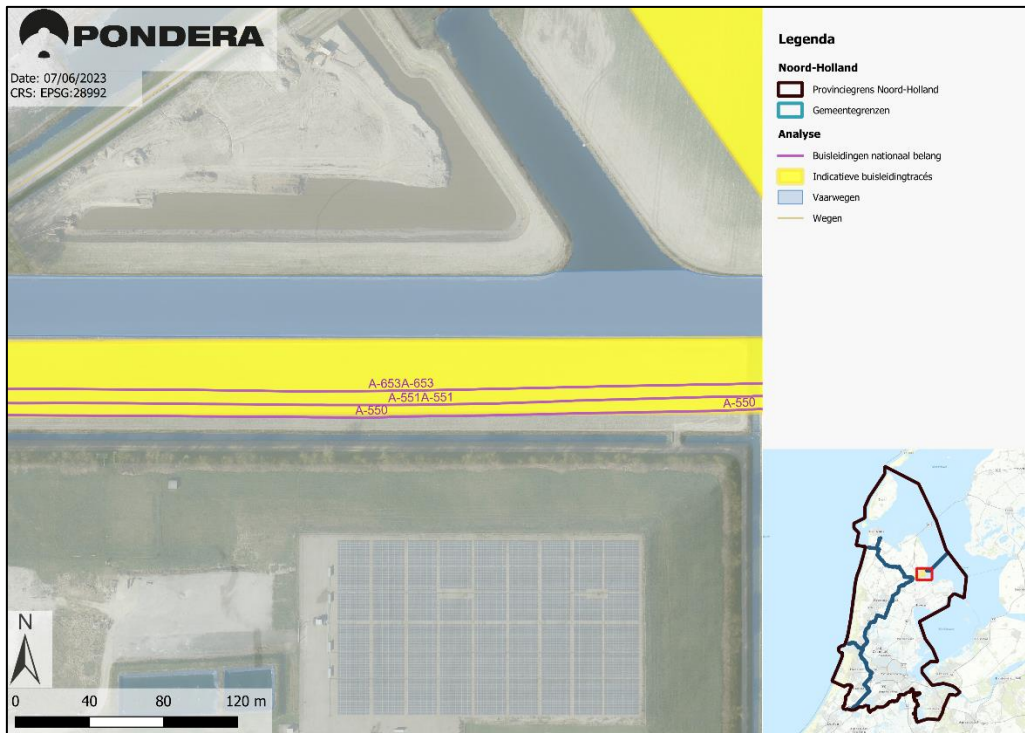 PONDERA
Date: 07/06/2023
CRS: EPSG:28992
A-653A-653
A-551A-551
A-550
A-550
N
0 40 80 120 m
Legenda
Noord-Holland
Provinciegrens Noord-Holland
Gemeentegrenzen
Analyse
Buisleidingen nationaal belang
Indicatieve buisleidingtracés
Vaarwegen
Wegen